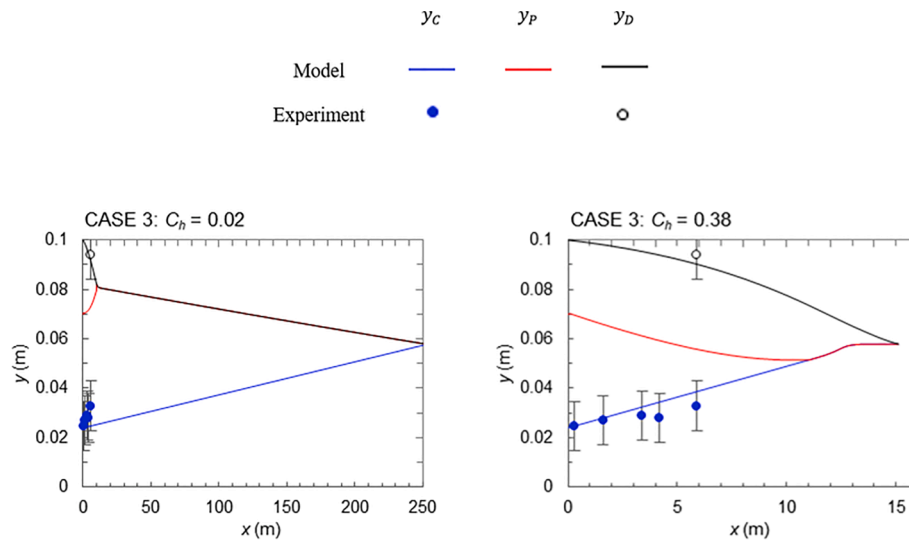 y_C y_P y_D
Model
Experiment
CASE 3: C_h = 0.02
0.1
0.08
0.06
0.04
0.02
0
y (m)
0 50 100 150 200 250
x (m)
CASE 3: C_h = 0.38
0.1
0.08
0.06
0.04
0.02
0
y (m)
0 5 10 15
x (m)